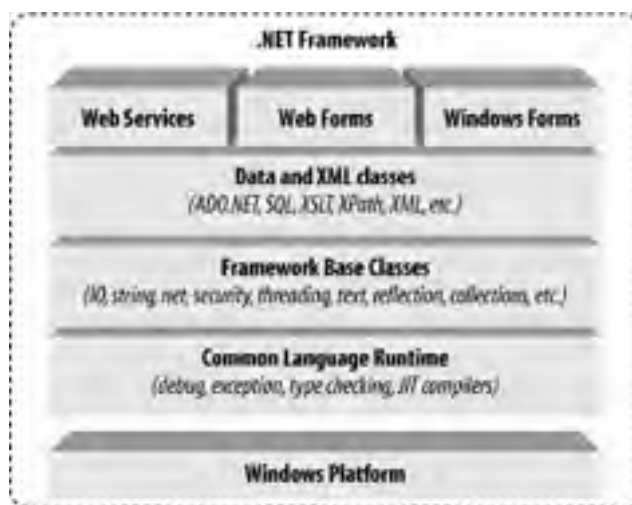 .NET Framework
Web Services Web Forms Windows Forms
Data and XML classes
(ADO.NET, SQL, XSLT, XPath, XML, etc.)
Framework Base Classes
(IO, string, net, security, threading, text, reflection, collections, etc.)
Common Language Runtime
(debug, exception, type checking, JIT compilers)
Windows Platform